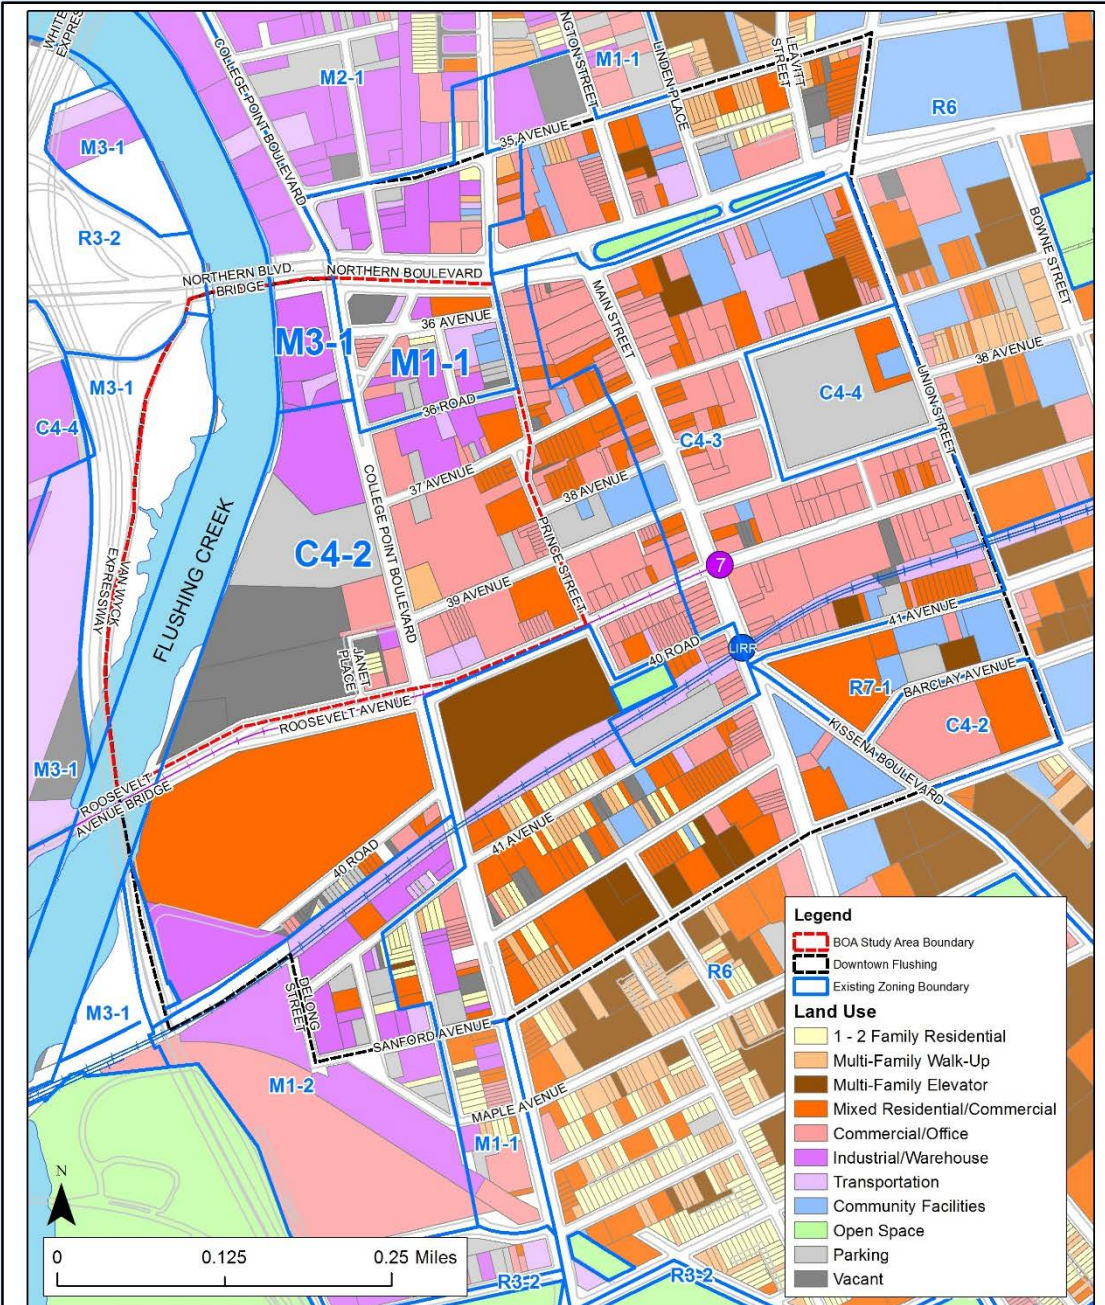 WHITE
EXPRES
COLLEGE POINT BOULEVARD
M2-1
NGTON STREET
M1-1
LINDEN PLACE
LEAVITT
STREET
R6
M3-1
35 AVENUE
R3-2
BOWNE STREET
NORTHERN BLVD.
BRIDGE
NORTHERN BOULEVARD
MAIN STREET
36 AVENUE
M3-1
M1-1
UNION STREET
38 AVENUE
M3-1
36 ROAD
C4-4
C4-4
C4-3
37 AVENUE
38 AVENUE
COLLEGE POINT BOULEVARD
PRINCE STREET
FLUSHING CREEK
C4-2
VAN WYCK
EXPRESSWAY
7
39 AVENUE
41 AVENUE
JANET
PLACE
40 ROAD
LIRR
R7-1
BARCLAY AVENUE
ROOSEVELT AVENUE
C4-2
KISSENA BOULEVARD
M3-1
ROOSEVELT
AVENUE BRIDGE
41 AVENUE
40 ROAD
R6
DELONG
STREET
M3-1
SANFORD AVENUE
M1-2
MAPLE AVENUE
M1-1
Legend
BOA Study Area Boundary
Downtown Flushing
Existing Zoning Boundary
Land Use
1 - 2 Family Residential
Multi-Family Walk-Up
Multi-Family Elevator
Mixed Residential/Commercial
Commercial/Office
Industrial/Warehouse
Transportation
Community Facilities
Open Space
Parking
Vacant
N
0 0.125 0.25 Miles
R3-2
R3-2